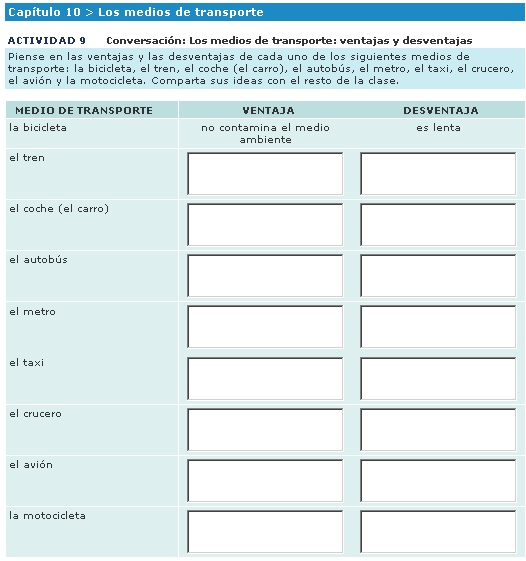 Capítulo 10 > Los medios de transporte
ACTIVIDAD 9 Conversación: Los medios de transporte: ventajas y desventajas
Piense en las ventajas y las desventajas de cada uno de los siguientes medios de
transporte: la bicicleta, el tren, el coche (el carro), el autobús, el metro, el taxi, el crucero,
el avión y la motocicleta. Comparta sus ideas con el resto de la clase.
MEDIO DE TRANSPORTE VENTAJA DESVENTAJA
la bicicleta no contamina el medio es lenta
ambiente
el tren
el coche (el carro)
el autobús
el metro
el taxi
el crucero
el avión
la motocicleta